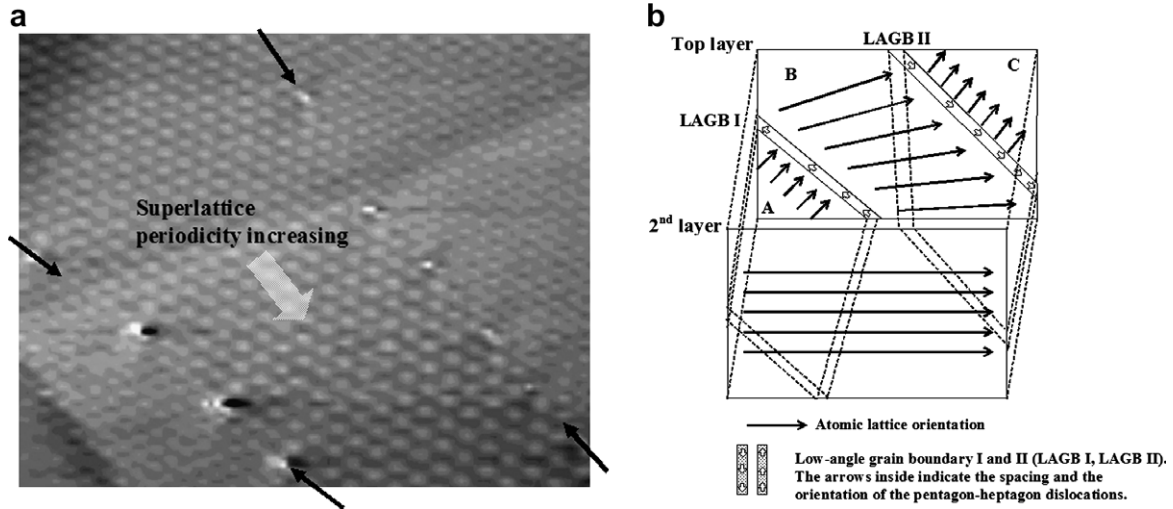 a
Superlattice
periodicity increasing
b
Top layer
LAGB II
B
C
LAGB I
A
2nd layer
Atomic lattice orientation
Low-angle grain boundary I and II (LAGB I, LAGB II).
The arrows inside indicate the spacing and the
orientation of the pentagon-heptagon dislocations.